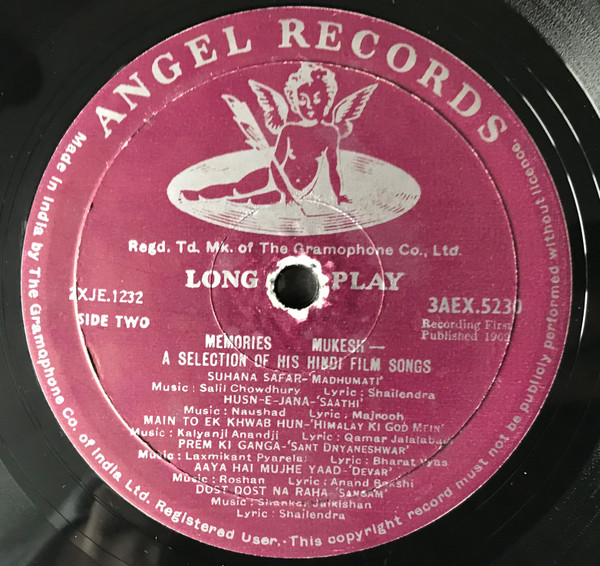 ANGEL RECORDS
Regd. Td. Mk. of The Gramophone Co., Ltd.
LONG PLAY
2XJE.1232
SIDE TWO
3AEX.5230
Recording First
Published
MEMORIES MUKESH —
A SELECTION OF HIS HINDI FILM SONGS
SUHANA SAFAR-'MADHUMATI'
Music : Salil Chowdhury Lyric : Shailendra
HUSN-E-JANA-'SAATHI'
Music : Naushad Lyric : Majrooh
MAIN TO EK KHWAB HUN-'HIMALAY KI GOD MEIN'
Music : Kalyanji Anandji Lyric : Qamar Jalalabadi
PREM KI GANGA-'SANT DNYANESHWAR'
Music : Laxmikant Pyarelal Lyric : Bharat Vyas
AAYA HAI MUJHE YAAD-'DEVAR'
Music : Roshan Lyric : Anand Bakshi
DOST DOST NA RAHA 'SANGAM'
Music : Shanker Jaikishan
Lyric : Shailendra
Made in India by The Gramophone Co. of India Ltd. Registered User.-This copyright record must not be publicly performed without licence.